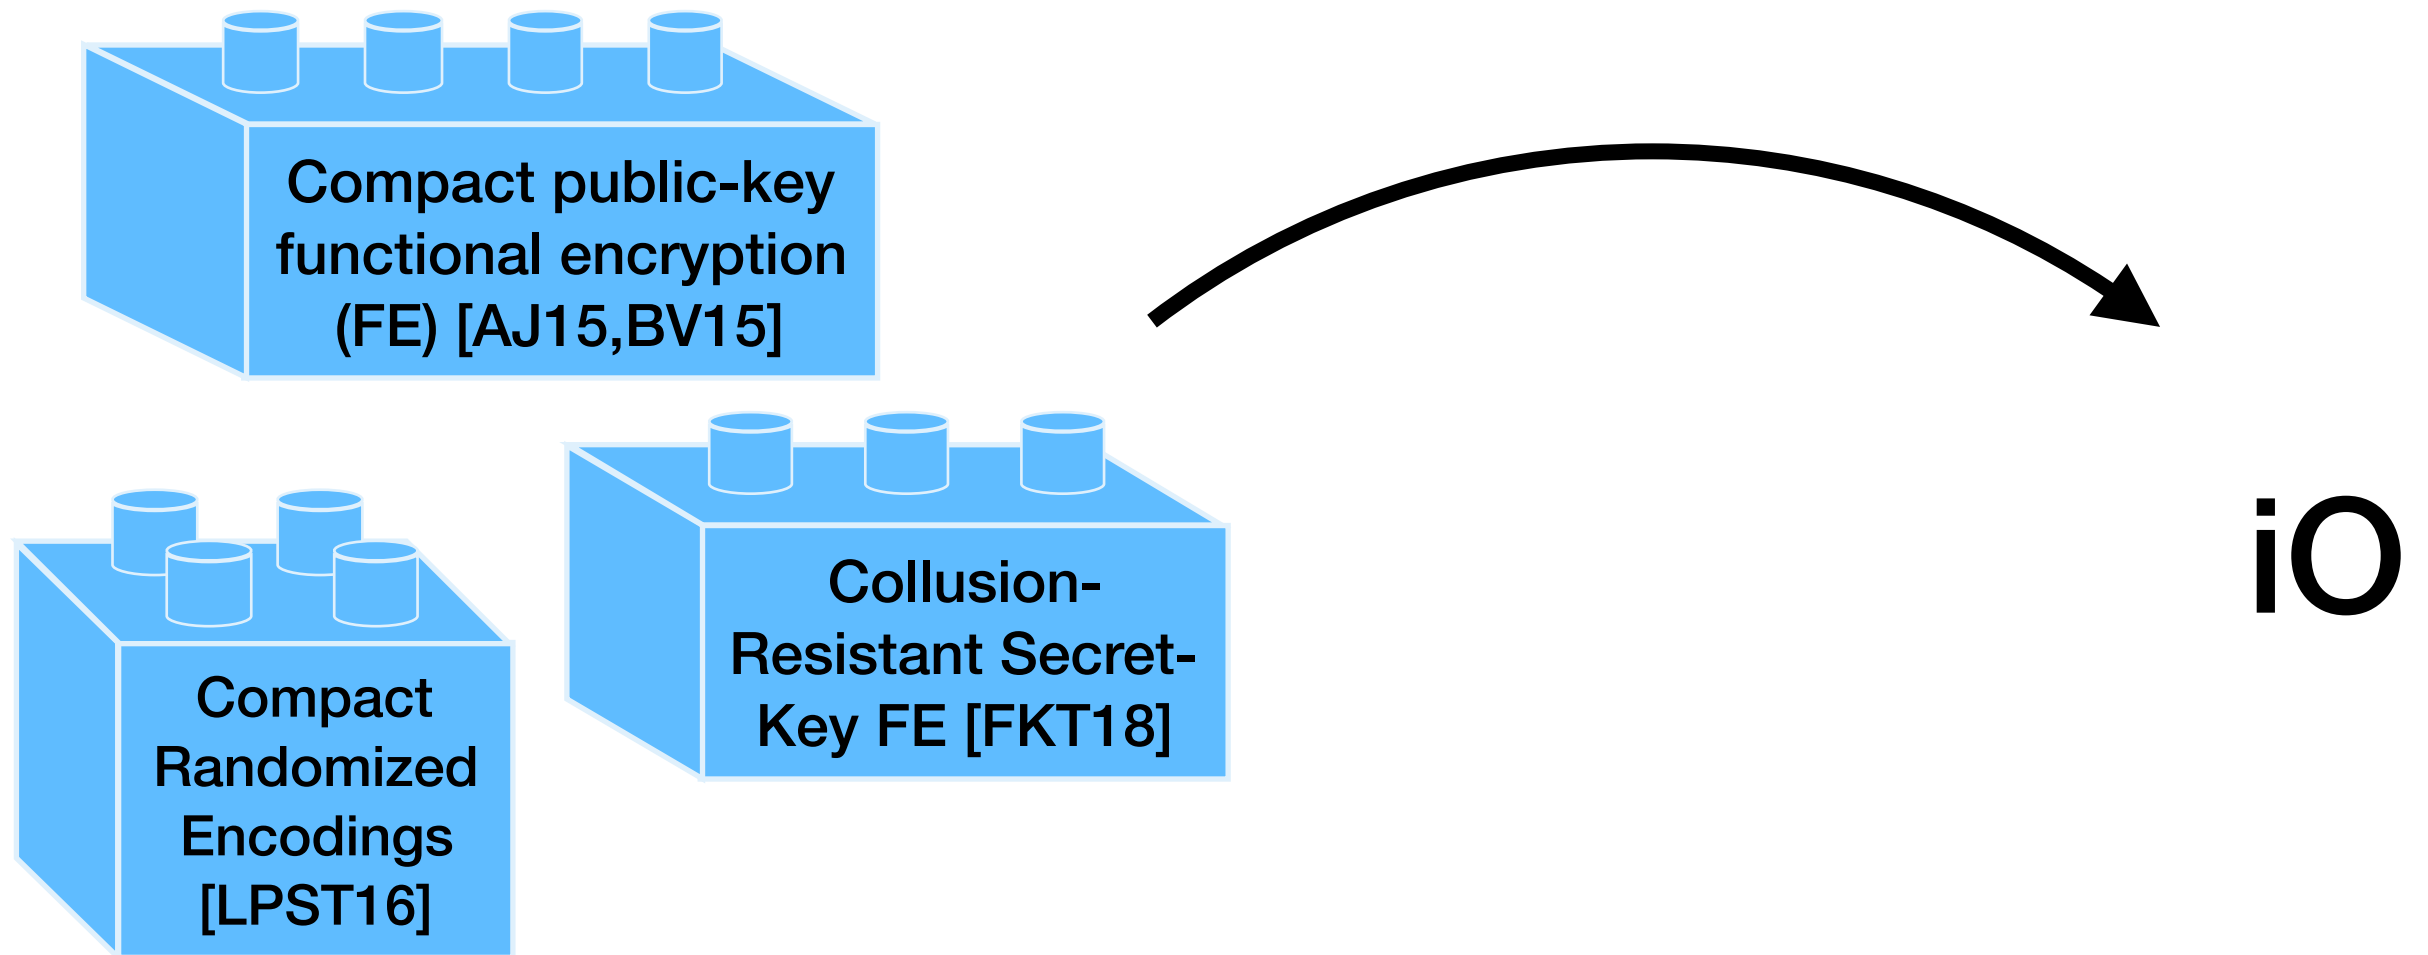 Compact public-key
functional encryption
(FE) [AJ15,BV15]
Collusion-
Resistant Secret-
Key FE [FKT18]
Compact
Randomized
Encodings
[LPST16]
iO